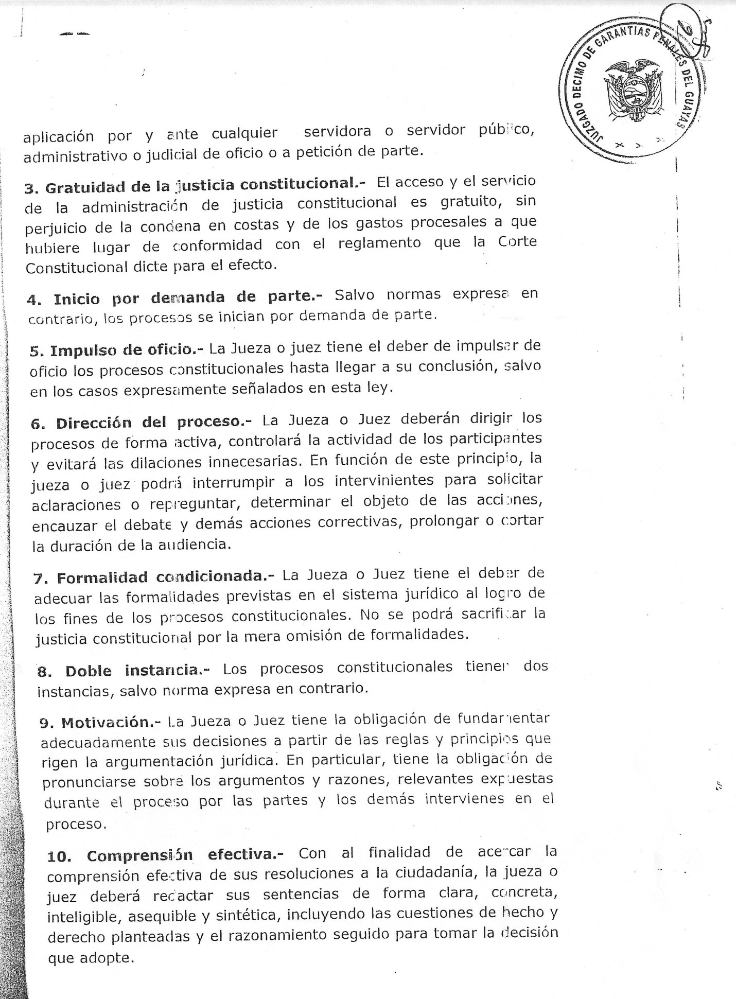 JUZGADO DECIMO DE GARANTIAS PENALES DEL GUAYAS
aplicación por y ante cualquier servidora o servidor público,
administrativo o judicial de oficio o a petición de parte.
3. Gratuidad de la justicia constitucional.- El acceso y el servicio
de la administración de justicia constitucional es gratuito, sin
perjuicio de la condena en costas y de los gastos procesales a que
hubiere lugar de conformidad con el reglamento que la Corte
Constitucional dicte para el efecto.
4. Inicio por demanda de parte.- Salvo normas expresa en
contrario, los procesos se inician por demanda de parte.
5. Impulso de oficio.- La Jueza o juez tiene el deber de impulsar de
oficio los procesos constitucionales hasta llegar a su conclusión, salvo
en los casos expresamente señalados en esta ley.
6. Dirección del proceso.- La Jueza o Juez deberán dirigir los
procesos de forma activa, controlará la actividad de los participantes
y evitará las dilaciones innecesarias. En función de este principio, la
jueza o juez podrá interrumpir a los intervinientes para solicitar
aclaraciones o repreguntar, determinar el objeto de las acciones,
encauzar el debate y demás acciones correctivas, prolongar o cortar
la duración de la audiencia.
7. Formalidad condicionada.- La Jueza o Juez tiene el deber de
adecuar las formalidades previstas en el sistema jurídico al logro de
los fines de los procesos constitucionales. No se podrá sacrificar la
justicia constitucional por la mera omisión de formalidades.
8. Doble instancia.- Los procesos constitucionales tienen dos
instancias, salvo norma expresa en contrario.
9. Motivación.- La Jueza o Juez tiene la obligación de fundamentar
adecuadamente sus decisiones a partir de las reglas y principios que
rigen la argumentación jurídica. En particular, tiene la obligación de
pronunciarse sobre los argumentos y razones, relevantes expuestas
durante el proceso por las partes y los demás intervienes en el
proceso.
10. Comprensión efectiva.- Con al finalidad de acercar la
comprensión efectiva de sus resoluciones a la ciudadanía, la jueza o
juez deberá redactar sus sentencias de forma clara, concreta,
inteligible, asequible y sintética, incluyendo las cuestiones de hecho y
derecho planteadas y el razonamiento seguido para tomar la decisión
que adopte.